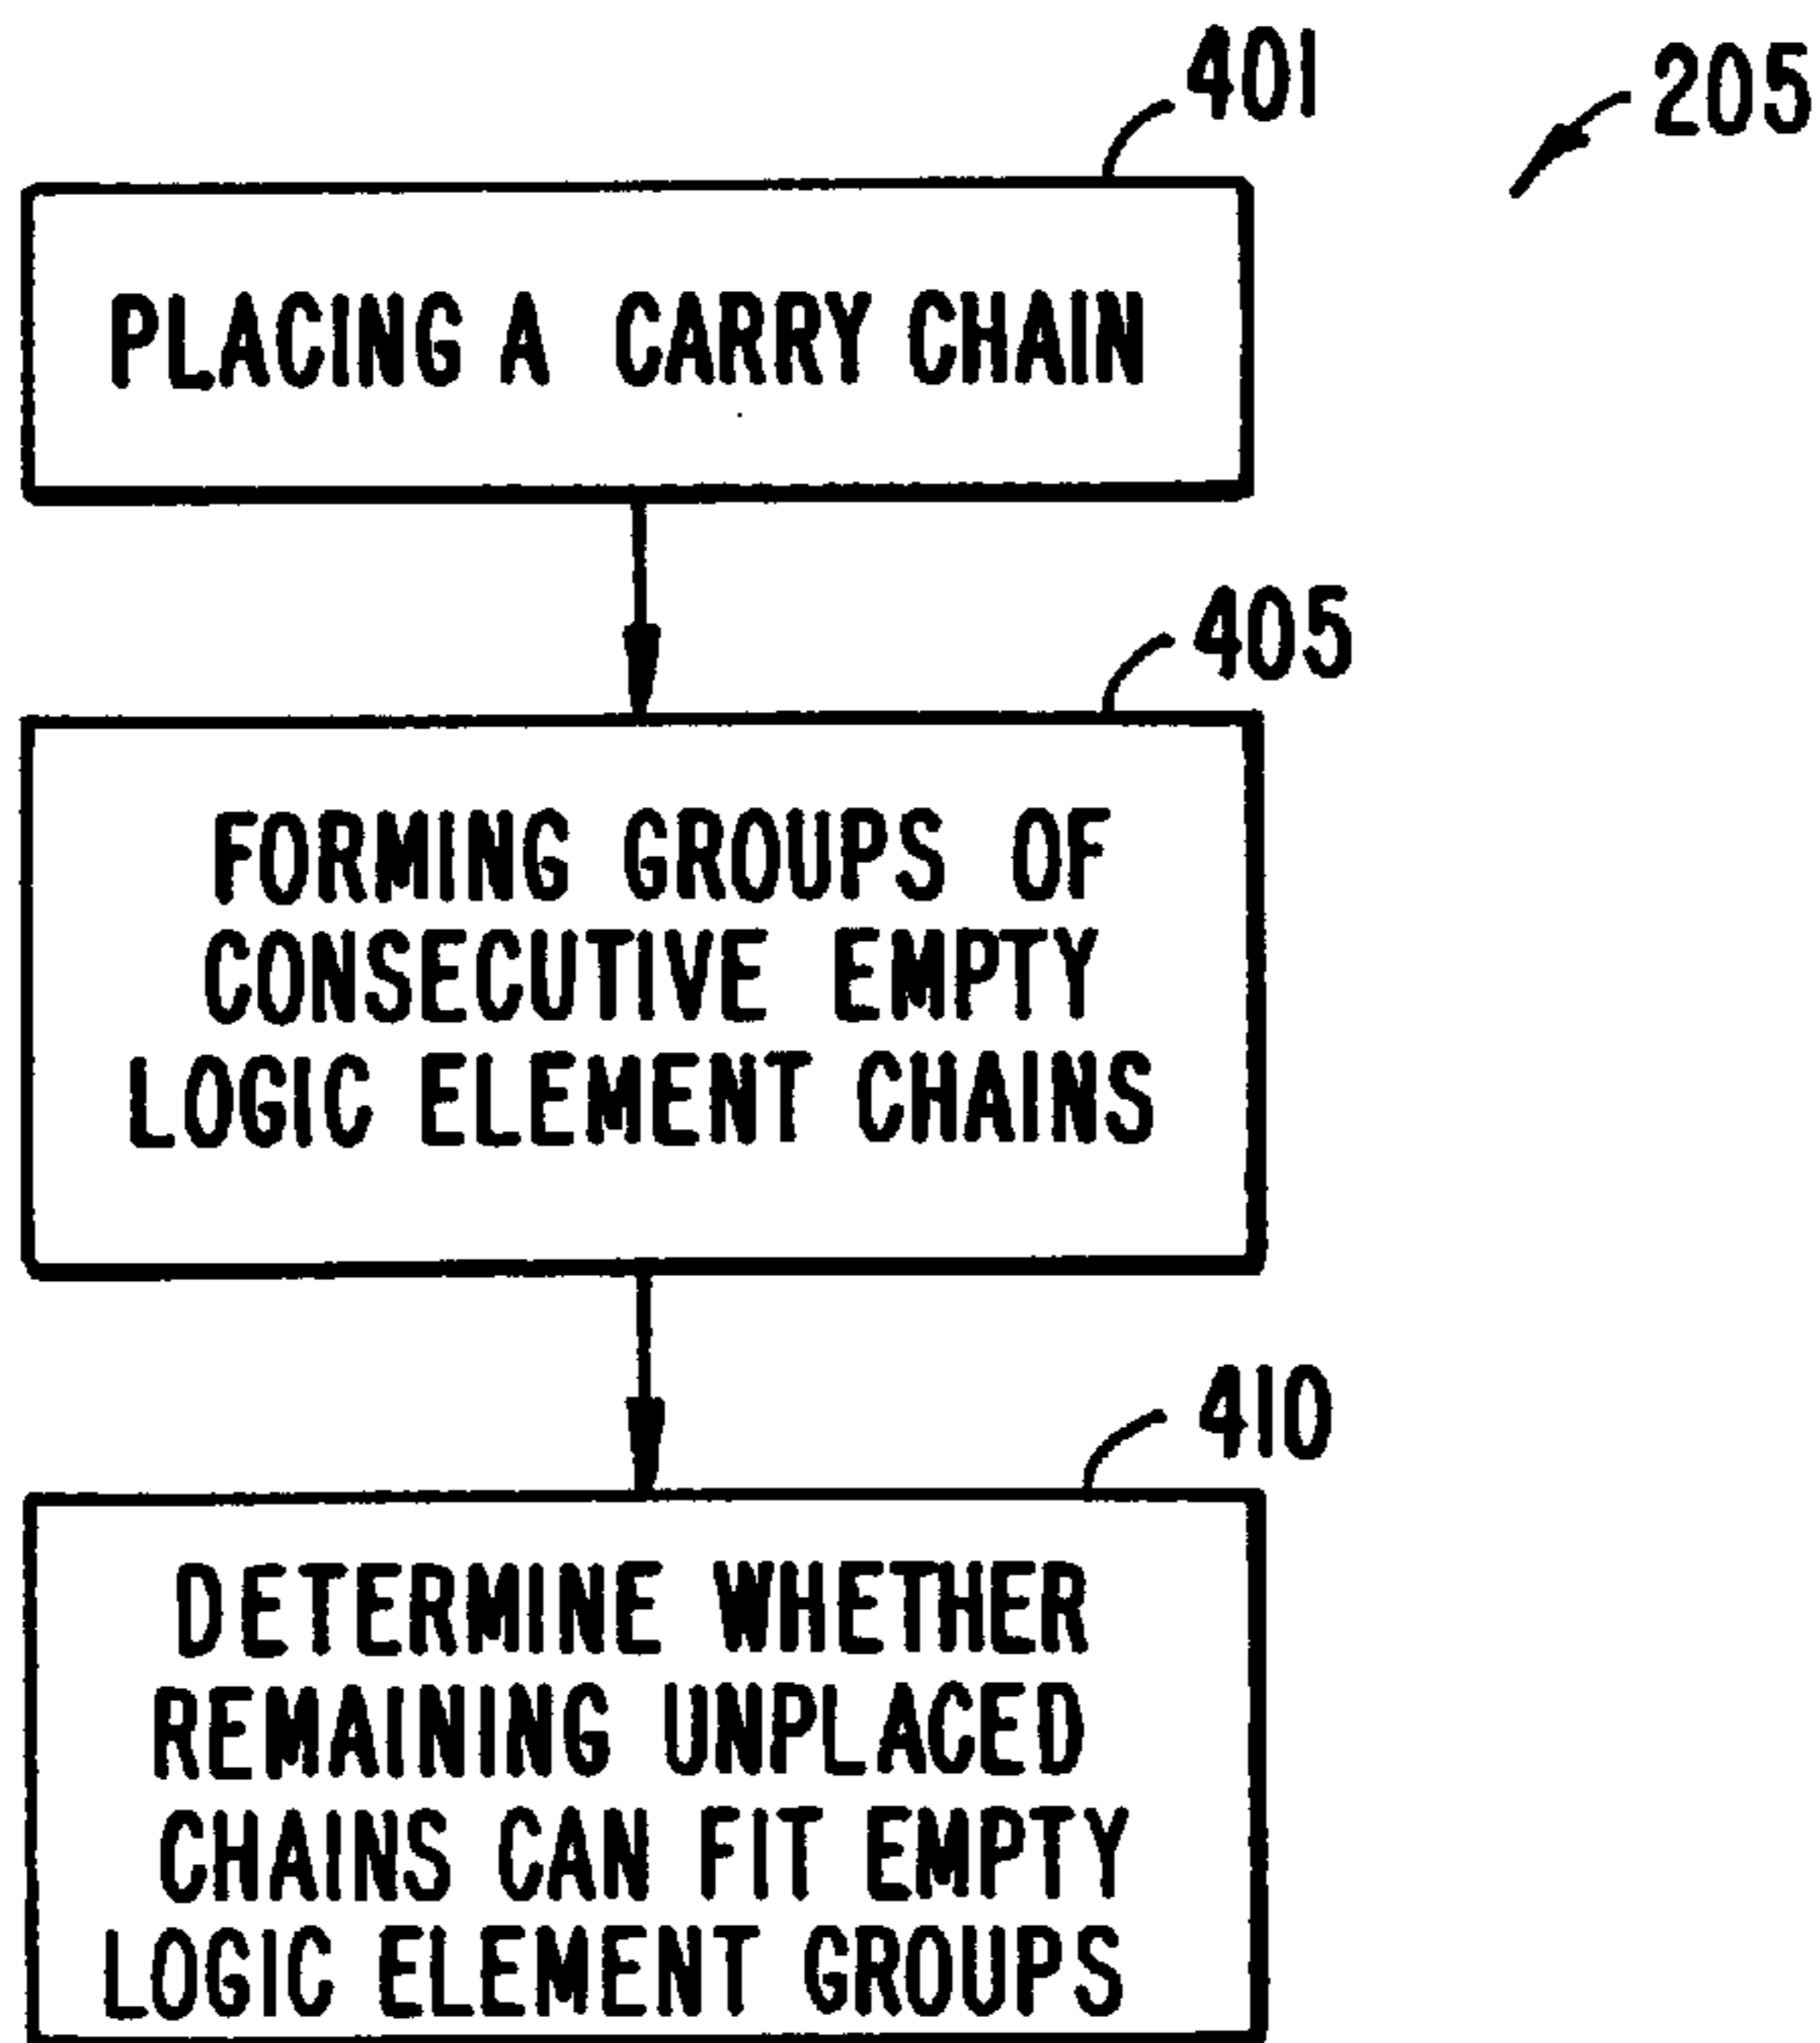 401
205
PLACING A CARRY CHAIN
405
FORMING GROUPS OF
CONSECUTIVE EMPTY
LOGIC ELEMENT CHAINS
410
DETERMINE WHETHER
REMAINING UNPLACED
CHAINS CAN FIT EMPTY
LOGIC ELEMENT GROUPS